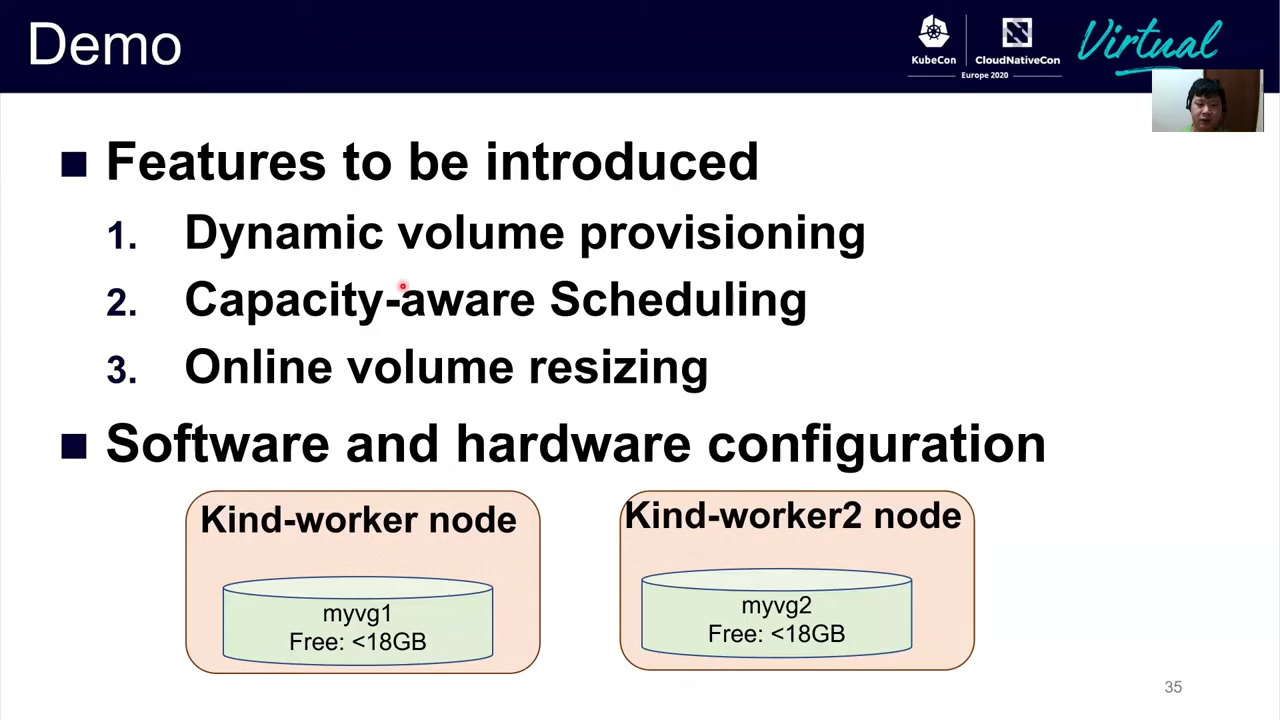 Demo
KubeCon
CloudNativeCon
Europe 2020
Virtual
Features to be introduced
1. Dynamic volume provisioning
2. Capacity-aware Scheduling
3. Online volume resizing
Software and hardware configuration
Kind-worker node
myvg1
Free: <18GB
Kind-worker2 node
myvg2
Free: <18GB
35